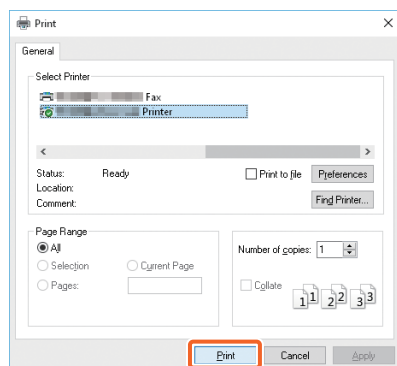 Print
General
Select Printer
Fax
Printer
Status: Ready
Print to file Preferences
Location:
Comment:
Find Printer...
Page Range
All
Selection Current Page
Pages:
Number of copies: 1
Collate
1 1 2 2 3 3
Print Cancel Apply